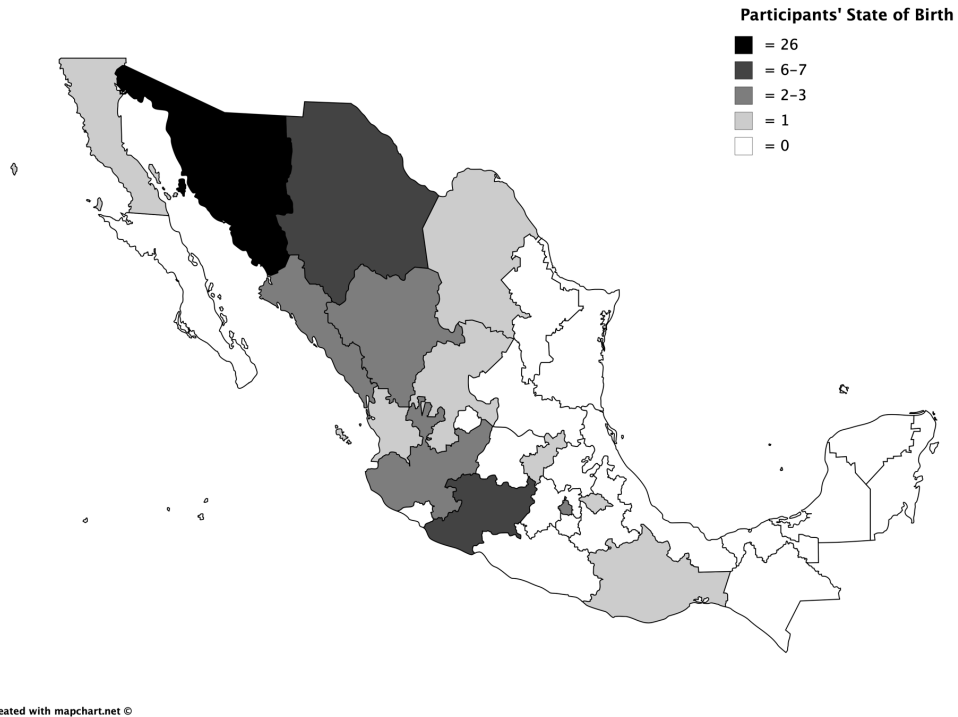 Participants' State of Birth
= 26
= 6-7
= 2-3
= 1
= 0
eated with mapchart.net ©